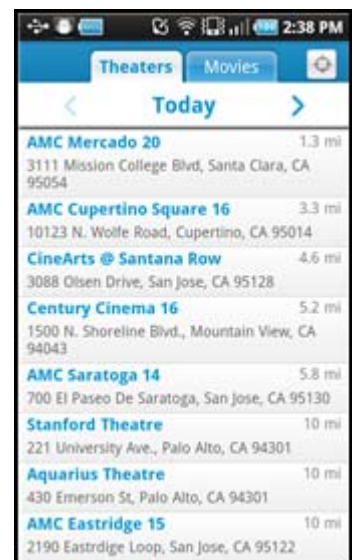 2:38 PM
Theaters Movies
Today
AMC Mercado 20 1.3 mi
3111 Mission College Blvd, Santa Clara, CA
95054
AMC Cupertino Square 16 3.3 mi
10123 N. Wolfe Road, Cupertino, CA 95014
CineArts @ Santana Row 4.6 mi
3088 Olsen Drive, San Jose, CA 95128
Century Cinema 16 5.2 mi
1500 N. Shoreline Blvd., Mountain View, CA
94043
AMC Saratoga 14 5.8 mi
700 El Paseo De Saratoga, San Jose, CA 95130
Stanford Theatre 10 mi
221 University Ave., Palo Alto, CA 94301
Aquarius Theatre 10 mi
430 Emerson St, Palo Alto, CA 94301
AMC Eastridge 15 10 mi
2190 Eastrdige Loop, San Jose, CA 95122